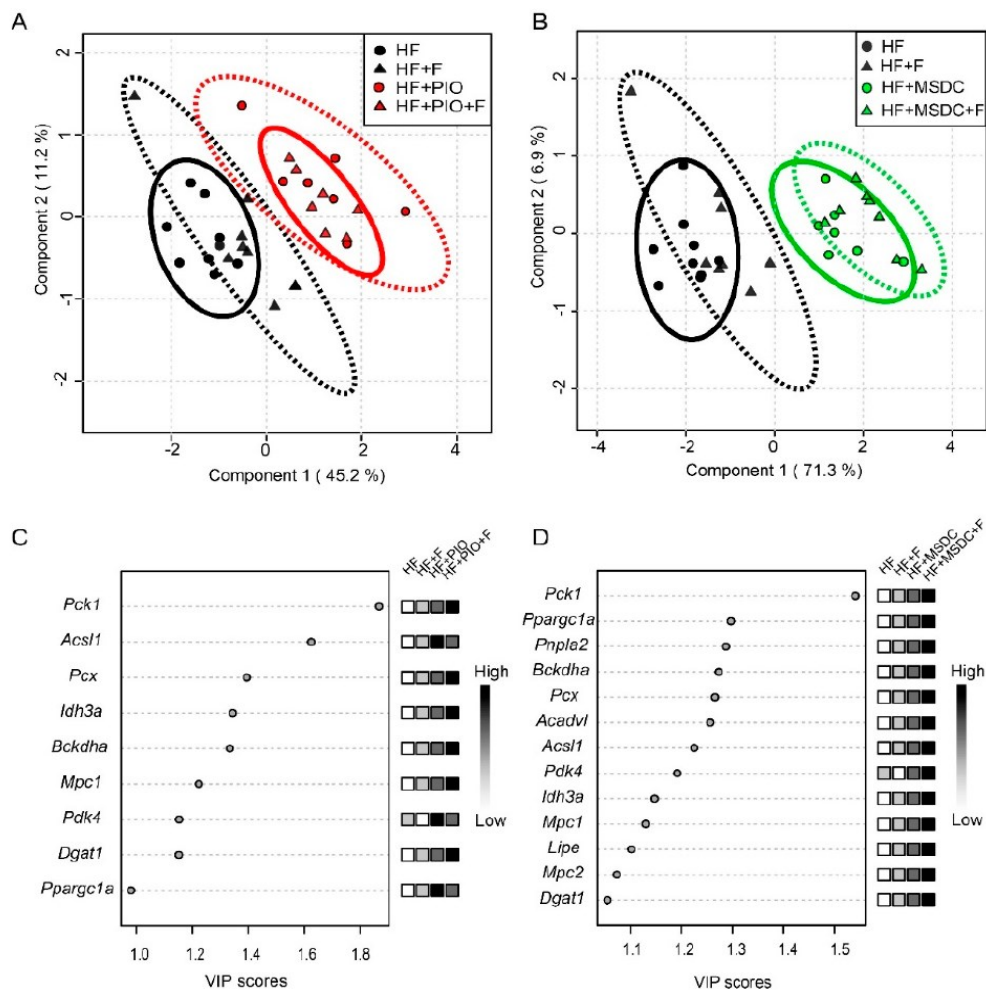 A
HF
HF+F
HF+PIO
HF+PIO+F
2
1
0
-1
-2
Component 2 ( 11.2 %)
-2
0
2
4
Component 1 ( 45.2 %)
B
HF
HF+F
HF+MSDC
HF+MSDC+F
2
1
0
-1
-2
Component 2 ( 6.9 %)
-4
-2
0
2
4
Component 1 ( 71.3 %)
C
HF
HF+F
HF+PIO
HF+PIO+F
Pck1
Acsl1
Pcx
Idh3a
Bckdha
Mpc1
Pdk4
Dgat1
Ppargc1a
High
Low
1.0
1.2
1.4
1.6
1.8
VIP scores
D
HF
HF+F
HF+MSDC
HF+MSDC+F
Pck1
Ppargc1a
Pnpla2
Bckdha
Pcx
Acadvl
Acsl1
Pdk4
Idh3a
Mpc1
Lipe
Mpc2
Dgat1
High
Low
1.1
1.2
1.3
1.4
1.5
VIP scores